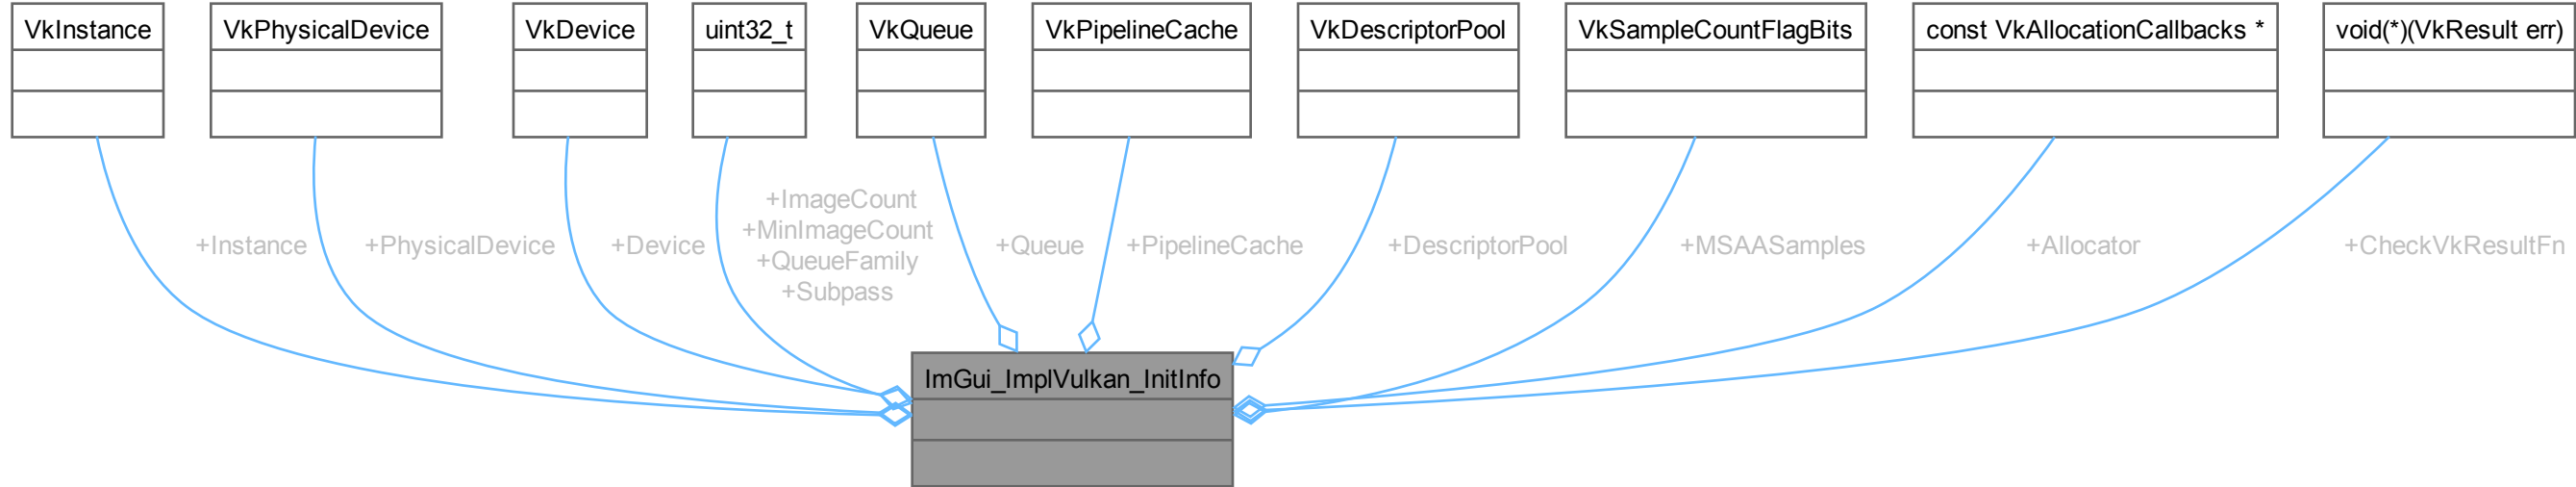 VkInstance
VkPhysicalDevice
VkDevice
uint32_t
VkQueue
VkPipelineCache
VkDescriptorPool
VkSampleCountFlagBits
const VkAllocationCallbacks *
void(*)(VkResult err)
+Instance
+PhysicalDevice
+Device
+ImageCount
+MinImageCount
+QueueFamily
+Subpass
+Queue
+PipelineCache
+DescriptorPool
+MSAASamples
+Allocator
+CheckVkResultFn
ImGui_ImplVulkan_InitInfo